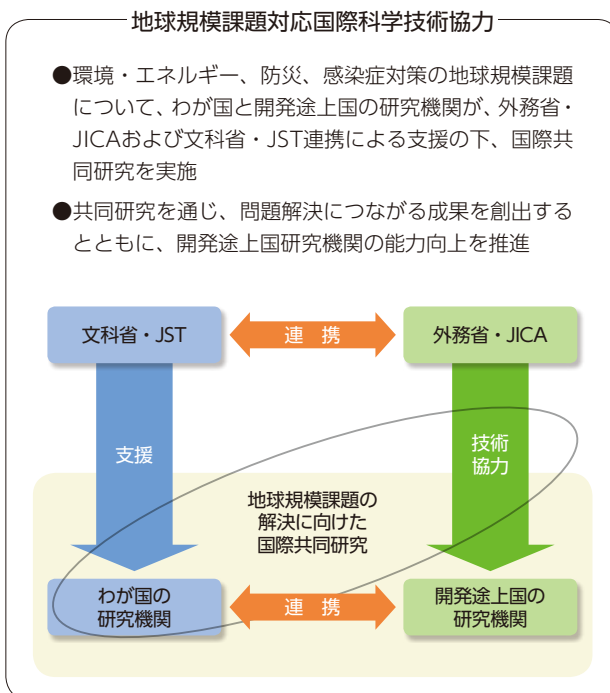 地球規模課題対応国際科学技術協力
●環境・エネルギー、防災、感染症対策の地球規模課題
について、わが国と開発途上国の研究機関が、外務省・
JICAおよび文科省・JST連携による支援の下、国際共
同研究を実施
●共同研究を通じ、問題解決につながる成果を創出する
とともに、開発途上国研究機関の能力向上を推進
文科省・JST
連 携
外務省・JICA
支援
技術
協力
地球規模課題の
解決に向けた
国際共同研究
わが国の
研究機関
連 携
開発途上国の
研究機関